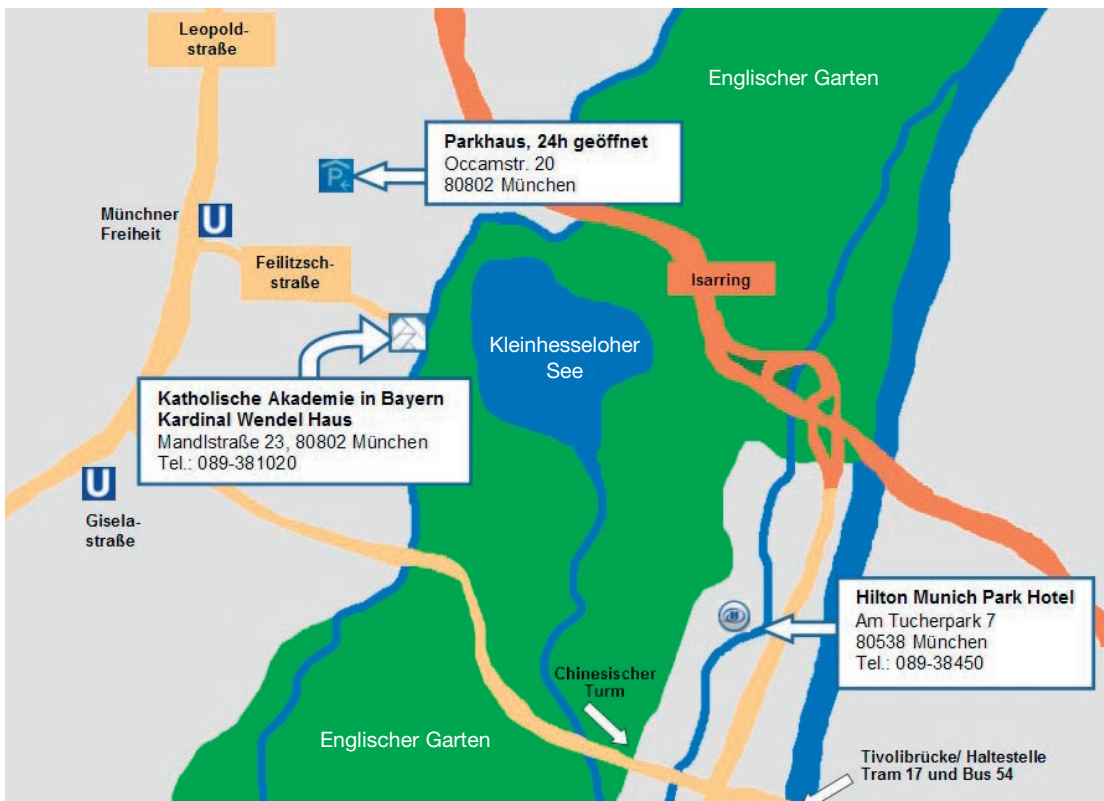 Leopold-
straße
Englischer Garten
Parkhaus, 24h geöffnet
Occamstr. 20
80802 München
P
Münchner
Freiheit
U
Feilitzsch-
straße
Isarring
Kleinhesseloher
See
Katholische Akademie in Bayern
Kardinal Wendel Haus
Mandlstraße 23, 80802 München
Tel.: 089-381020
U
Gisela-
straße
Hilton Munich Park Hotel
Am Tucherpark 7
80538 München
Tel.: 089-38450
H
Chinesischer
Turm
Englischer Garten
Tivolibrücke/ Haltestelle
Tram 17 und Bus 54